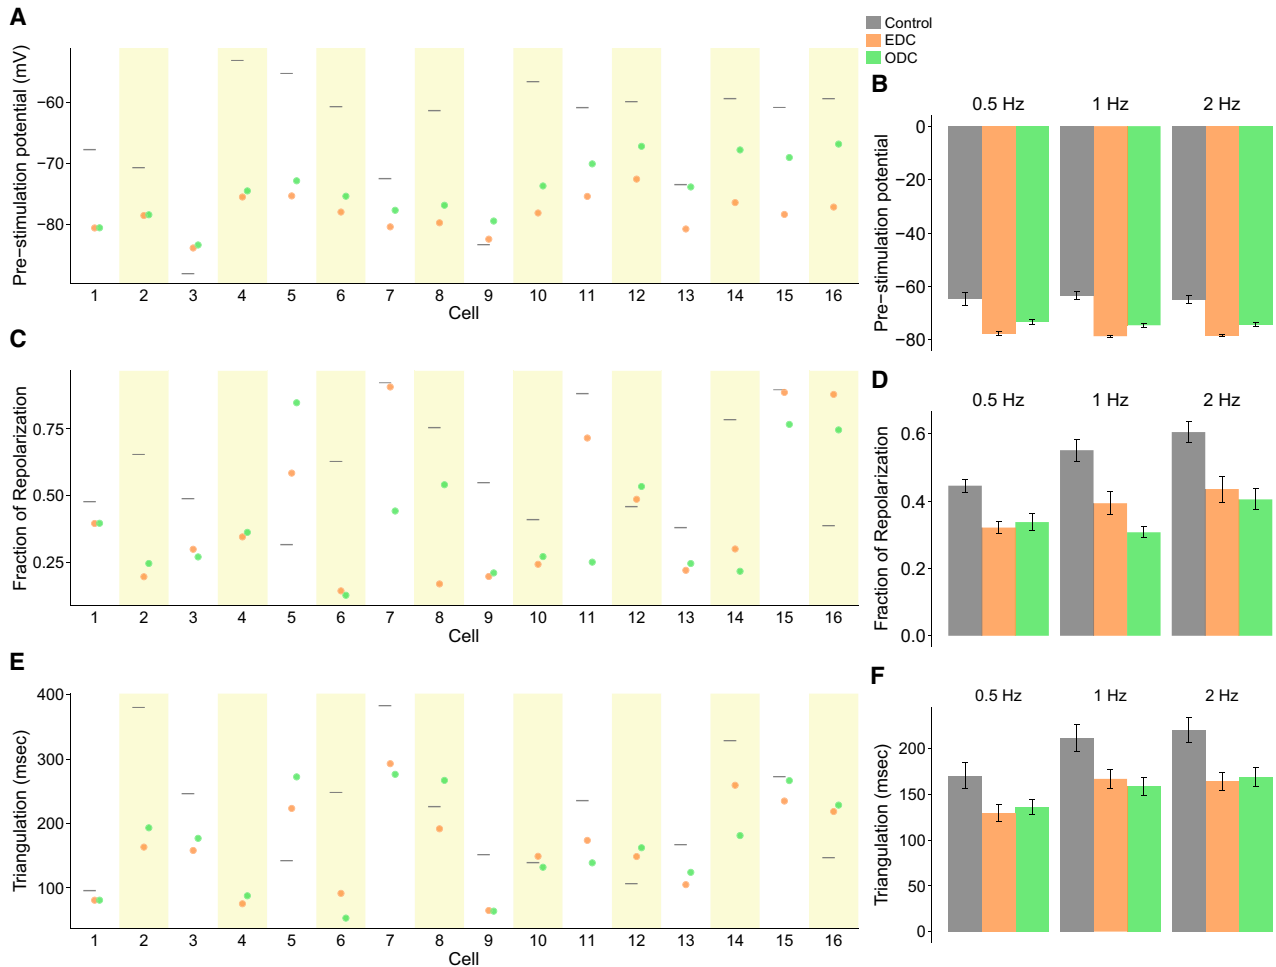 A
Pre−stimulation potential (mV)
−60
−70
−80
1 2 3 4 5 6 7 8 9 10 11 12 13 14 15 16
Cell
Control
EDC
ODC
B
0.5 Hz 1 Hz 2 Hz
Pre−stimulation potential
0
−20
−40
−60
−80
C
Fraction of Repolarization
0.75
0.50
0.25
1 2 3 4 5 6 7 8 9 10 11 12 13 14 15 16
Cell
D
0.5 Hz 1 Hz 2 Hz
Fraction of Repolarization
0.6
0.4
0.2
0.0
E
Triangulation (msec)
400
300
200
100
1 2 3 4 5 6 7 8 9 10 11 12 13 14 15 16
Cell
F
0.5 Hz 1 Hz 2 Hz
Triangulation (msec)
200
150
100
50
0